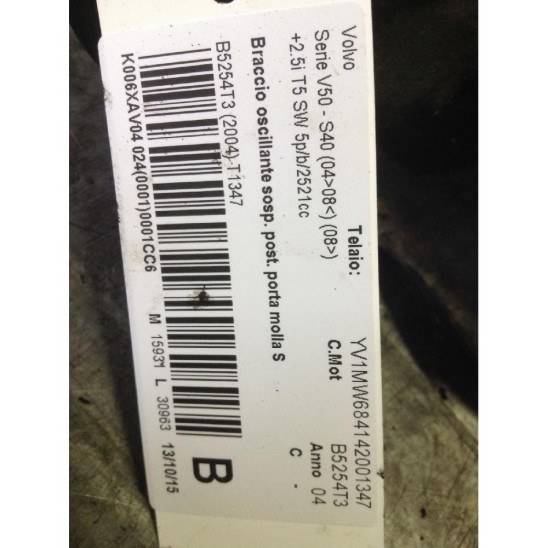 Volvo Telaio: YV1MW684142001347
Serie V50 - S40 (04>08<) (08>) C.Mot B5254T3
+2.5i T5 SW 5p/b/2521cc Anno 04
C .
Braccio oscillante sosp. post. porta molla S
B5254T3 (2004)-T1347
B
K006XAV04 024(0001)0001CC6
M 1593Y L 30963 13/10/15